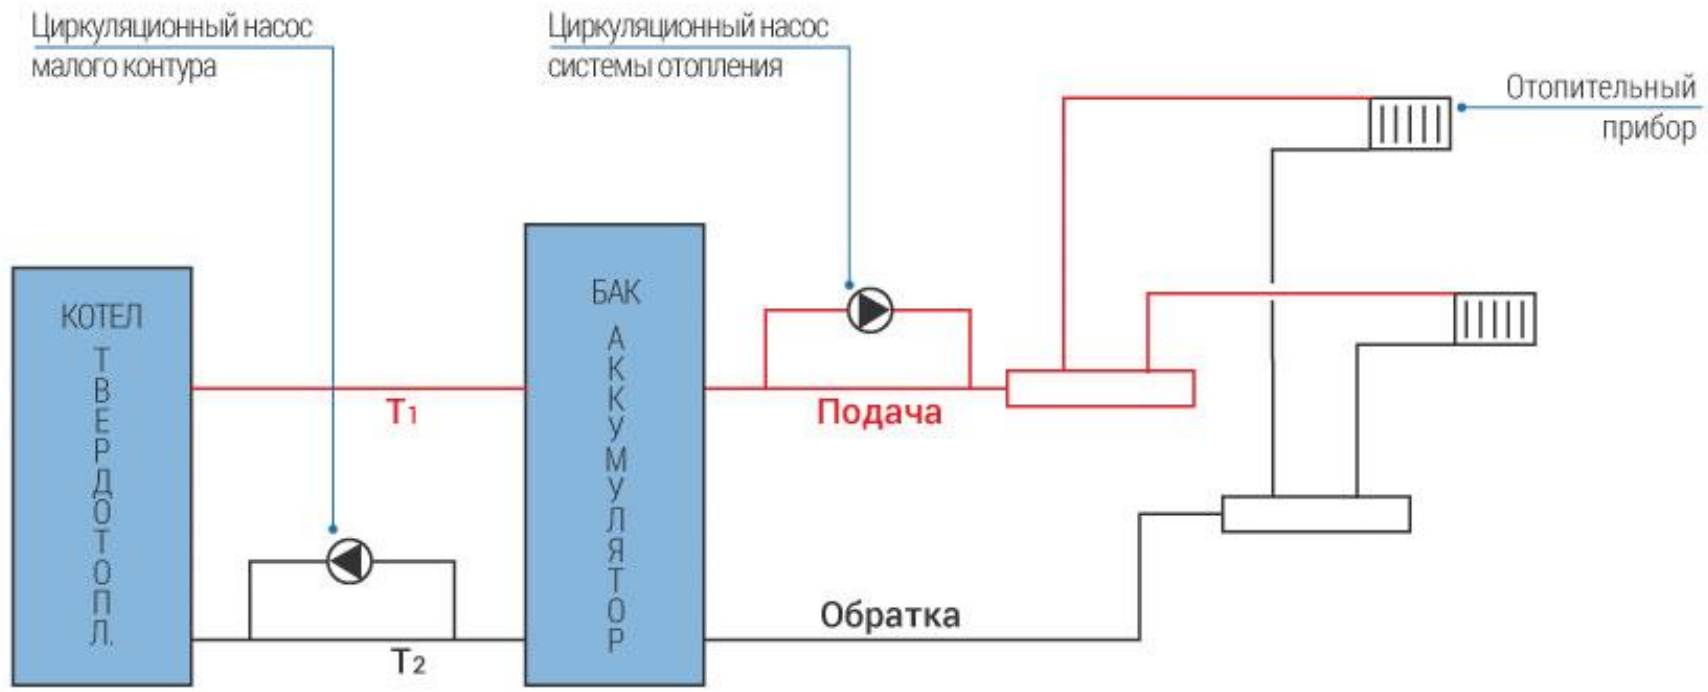 Циркуляционный насос
малого контура
Циркуляционный насос
системы отопления
Отопительный
прибор
КОТЕЛ
ТВЕРДОТОПЛ.
БАК
АККУМУЛЯТОР
T1
Подача
T2
Обратка